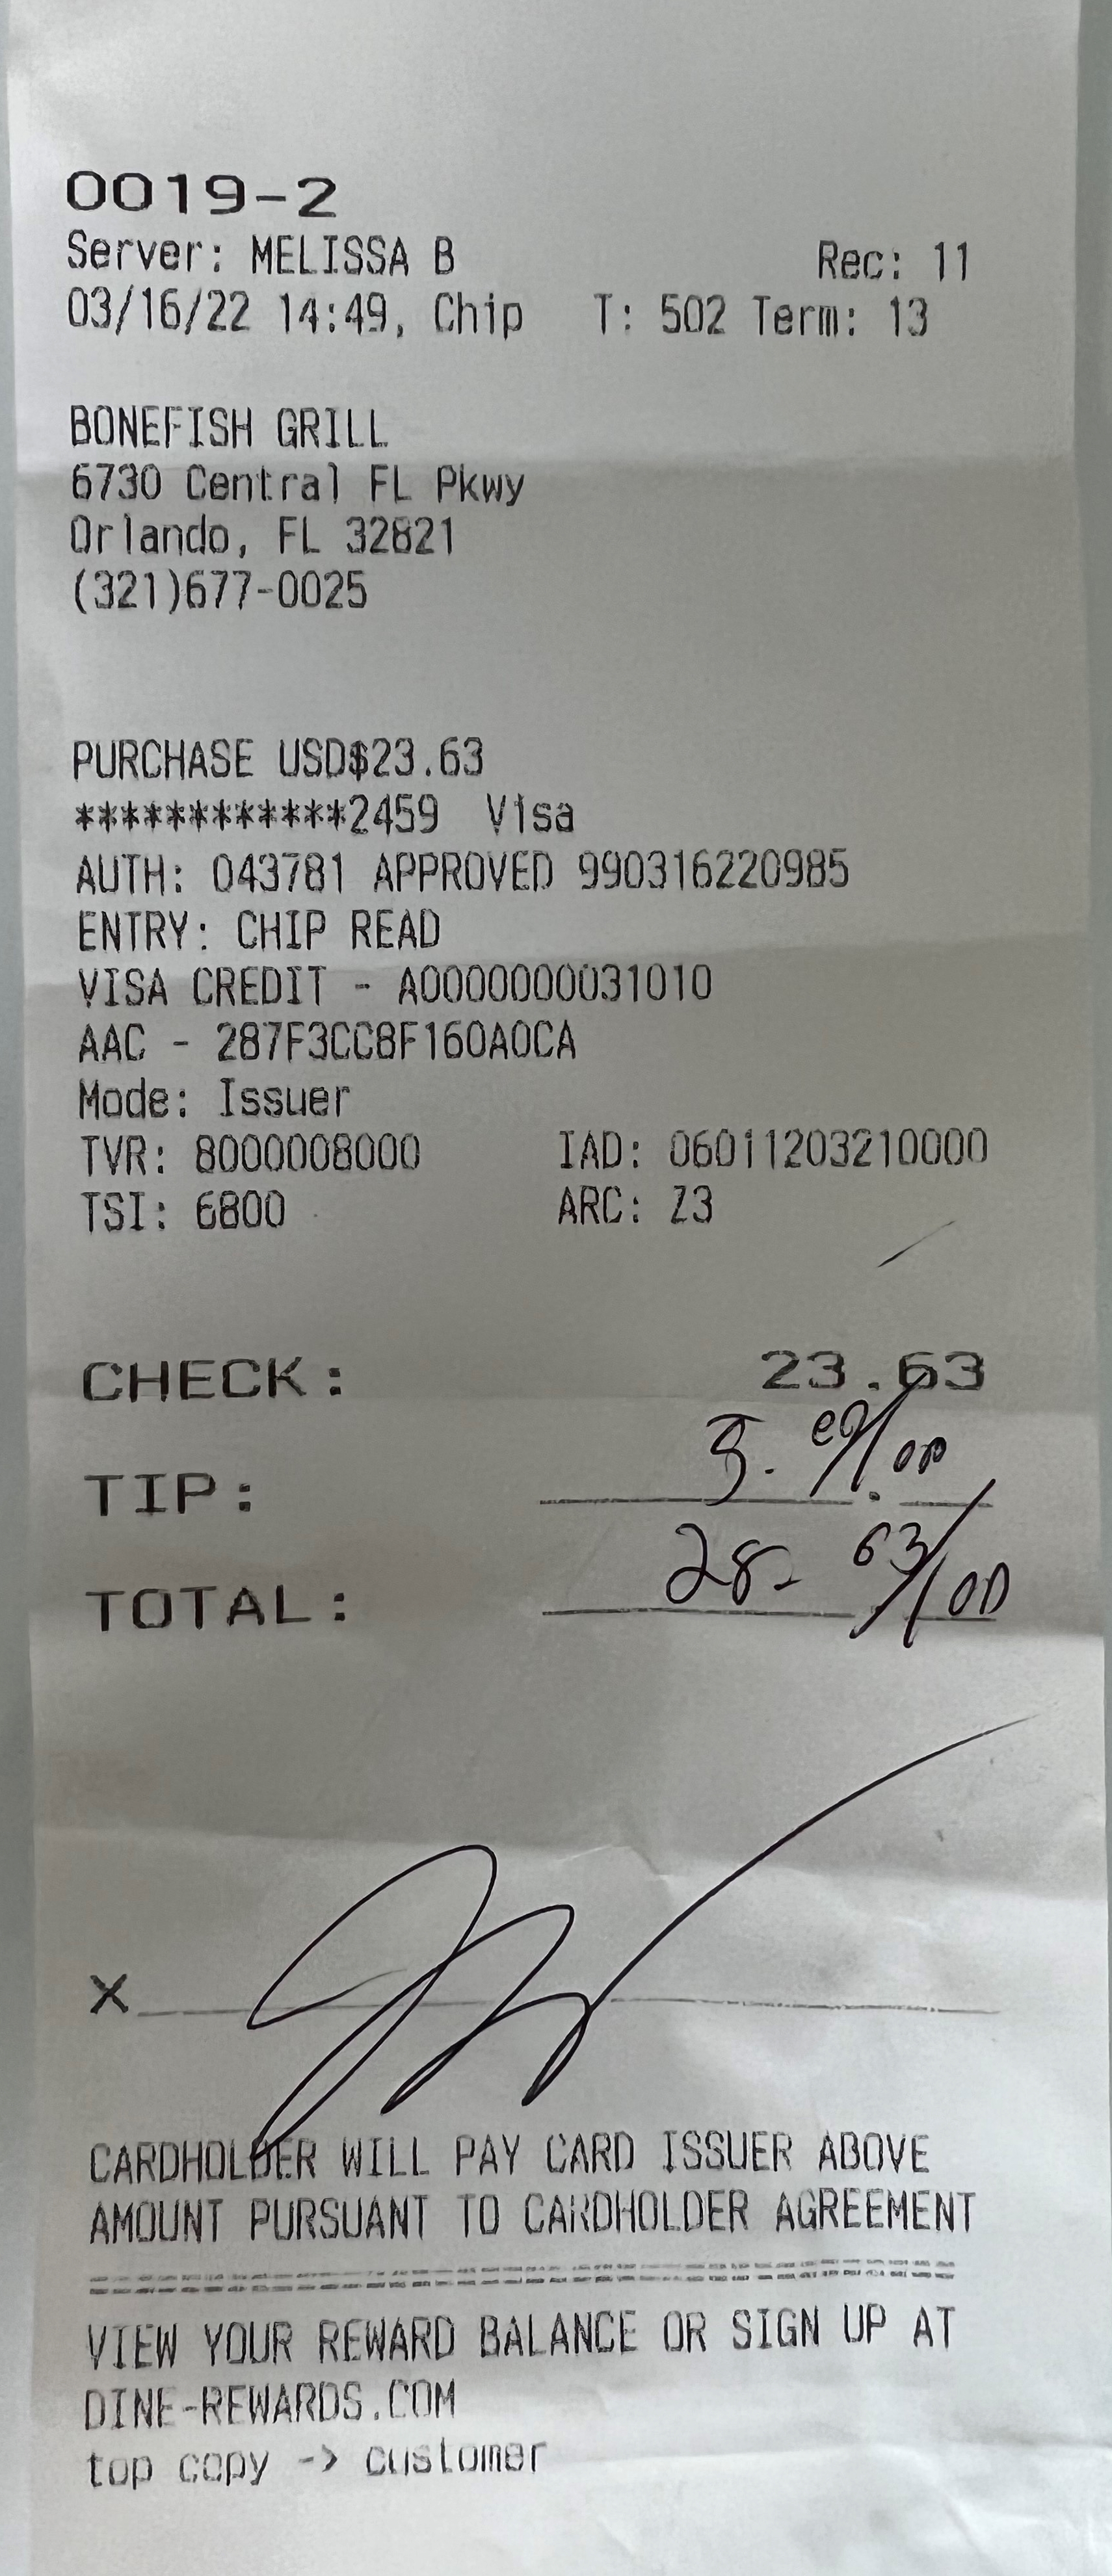 0019-2
Server: MELISSA B Rec: 11
03/16/22 14:49, Chip T: 502 Term: 13
BONEFISH GRILL
6730 Central FL Pkwy
Orlando, FL 32821
(321)677-0025
PURCHASE USD$23.63
************2459 Visa
AUTH: 043781 APPROVED 990316220985
ENTRY: CHIP READ
VISA CREDIT - A0000000031010
AAC - 287F3CC8F160A0CA
Mode: Issuer
TVR: 8000008000 IAD: 06011203210000
TSI: 6800 ARC: Z3
CHECK: 23.63
TIP: 5. 00/100
TOTAL: 28- 63/100
X
CARDHOLDER WILL PAY CARD ISSUER ABOVE
AMOUNT PURSUANT TO CARDHOLDER AGREEMENT
======================================
VIEW YOUR REWARD BALANCE OR SIGN UP AT
DINE-REWARDS.COM
top copy -> customer